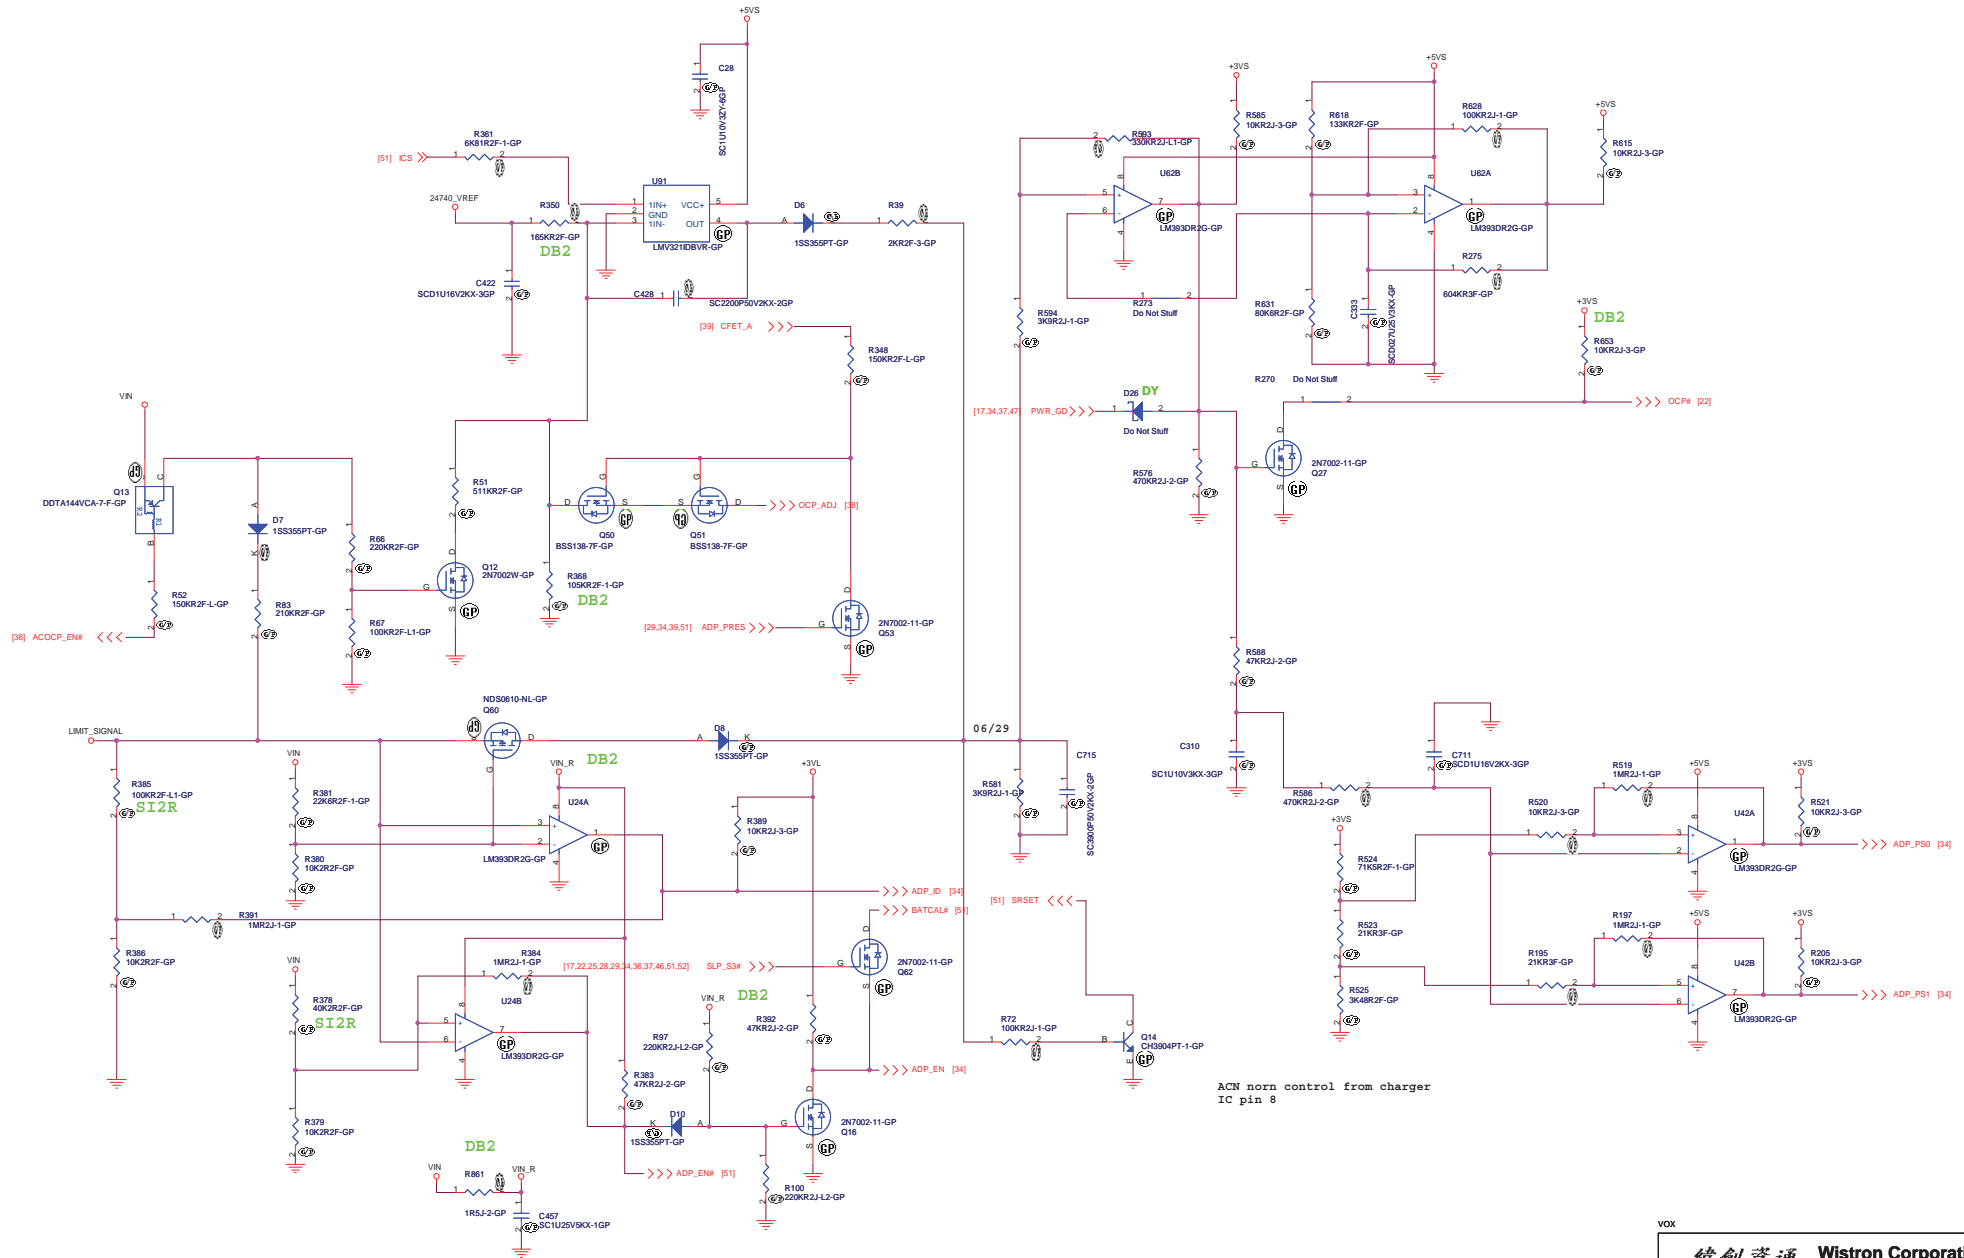 +5VS
C28
SC1U10V3ZY-6GP
R361
6K81R2F-1-GP
[51] ICS
24740_VREF
R350
165KR2F-GP
DB2
C422
SCD1U16V2KX-3GP
U91
1IN+
GND
1IN-
VCC+
OUT
LMV321IDBVR-GP
D6
1SS355PT-GP
R39
2KR2F-3-GP
C428
SC2200P50V2KX-2GP
[39] CFET_A
R348
150KR2F-L-GP
VIN
Q13
DDTA144VCA-7-F-GP
R52
150KR2F-L-GP
[36] ACOCP_EN#
D7
1SS355PT-GP
R83
210KR2F-GP
R66
220KR2F-GP
R67
100KR2F-L1-GP
R51
511KR2F-GP
Q12
2N7002W-GP
Q50
BSS138-7F-GP
Q51
BSS138-7F-GP
OCP_ADJ [38]
R368
105KR2F-1-GP
DB2
[29,34,39,51] ADP_PRES
2N7002-11-GP
Q53
+3VS
R585
10KR2J-3-GP
R593
330KR2J-L1-GP
U62B
LM393DR2G-GP
R618
133KR2F-GP
+5VS
R628
100KR2J-1-GP
U62A
LM393DR2G-GP
+5VS
R615
10KR2J-3-GP
R275
604KR3F-GP
R273
Do Not Stuff
R594
3K9R2J-1-GP
R631
80K6R2F-GP
C333
SCD027U25V3KX-GP
+3VS
DB2
R653
10KR2J-3-GP
R270 Do Not Stuff
OCP# [22]
[17,34,37,47] PWR_GD
D26 DY
Do Not Stuff
R576
470KR2J-2-GP
2N7002-11-GP
Q27
R588
47KR2J-2-GP
NDS0610-NL-GP
Q60
LIMIT_SIGNAL
D8
1SS355PT-GP
06/29
R385
100KR2F-L1-GP
SI2R
VIN
R381
22K6R2F-1-GP
R380
10K2R2F-GP
VIN_R
DB2
U24A
LM393DR2G-GP
+3VL
R389
10KR2J-3-GP
R581
3K9R2J-1-GP
C715
SC3900P50V2KX-2GP
C310
SC1U10V3KX-3GP
C711
SCD1U16V2KX-3GP
R586
470KR2J-2-GP
R519
1MR2J-1-GP
R520
10KR2J-3-GP
+5VS
U42A
LM393DR2G-GP
+3VS
R521
10KR2J-3-GP
ADP_PS0 [34]
+3VS
R524
71K5R2F-1-GP
R523
21KR3F-GP
R525
3K48R2F-GP
R197
1MR2J-1-GP
R195
21KR3F-GP
+5VS
U42B
LM393DR2G-GP
+3VS
R205
10KR2J-3-GP
ADP_PS1 [34]
ADP_ID [34]
BATCAL# [51]
[51] SRSET
R391
1MR2J-1-GP
R386
10K2R2F-GP
VIN
R378
40K2R2F-GP
SI2R
R379
10K2R2F-GP
R384
1MR2J-1-GP
U24B
LM393DR2G-GP
[17,22,25,28,29,34,36,37,46,51,52] SLP_S3#
2N7002-11-GP
Q62
VIN_R
DB2
R97
220KR2J-L2-GP
R392
47KR2J-2-GP
R383
47KR2J-2-GP
D10
1SS355PT-GP
ADP_EN [34]
2N7002-11-GP
Q16
R72
100KR2J-1-GP
Q14
CH3904PT-1-GP
ACN norn control from charger
IC pin 8
ADP_EN# [51]
R100
220KR2J-L2-GP
DB2
VIN
R861
1R5J-2-GP
VIN_R
C457
SC1U25V5KX-1GP
VOX
緯創資通 Wistron Corporati